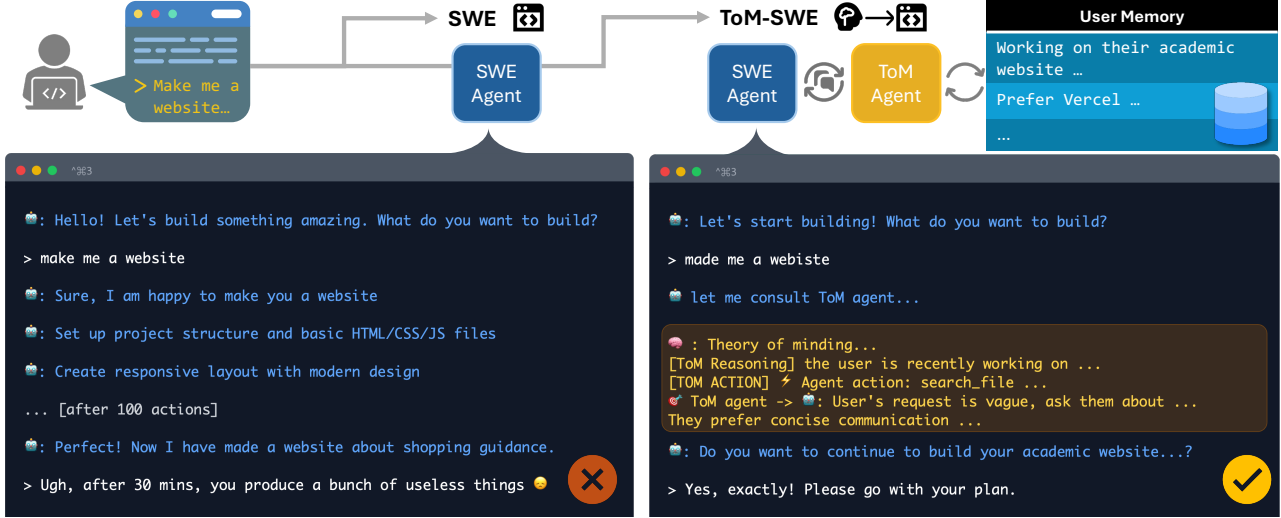 SWE
ToM-SWE
User Memory
> Make me a
website…
SWE
Agent
SWE
Agent
ToM
Agent
Working on their academic
website …
Prefer Vercel …
...
^⌘3
🤖: Hello! Let's build something amazing. What do you want to build?
> make me a website
🤖: Sure, I am happy to make you a website
🤖: Set up project structure and basic HTML/CSS/JS files
🤖: Create responsive layout with modern design
... [after 100 actions]
🤖: Perfect! Now I have made a website about shopping guidance.
> Ugh, after 30 mins, you produce a bunch of useless things 😞
^⌘3
🤖: Let's start building! What do you want to build?
> made me a webiste
🤖 let me consult ToM agent...
🧠 : Theory of minding...
[ToM Reasoning] the user is recently working on ...
[TOM ACTION] ⚡ Agent action: search_file ...
🎯 ToM agent -> 🤖: User's request is vague, ask them about ...
They prefer concise communication ...
🤖: Do you want to continue to build your academic website...?
> Yes, exactly! Please go with your plan.